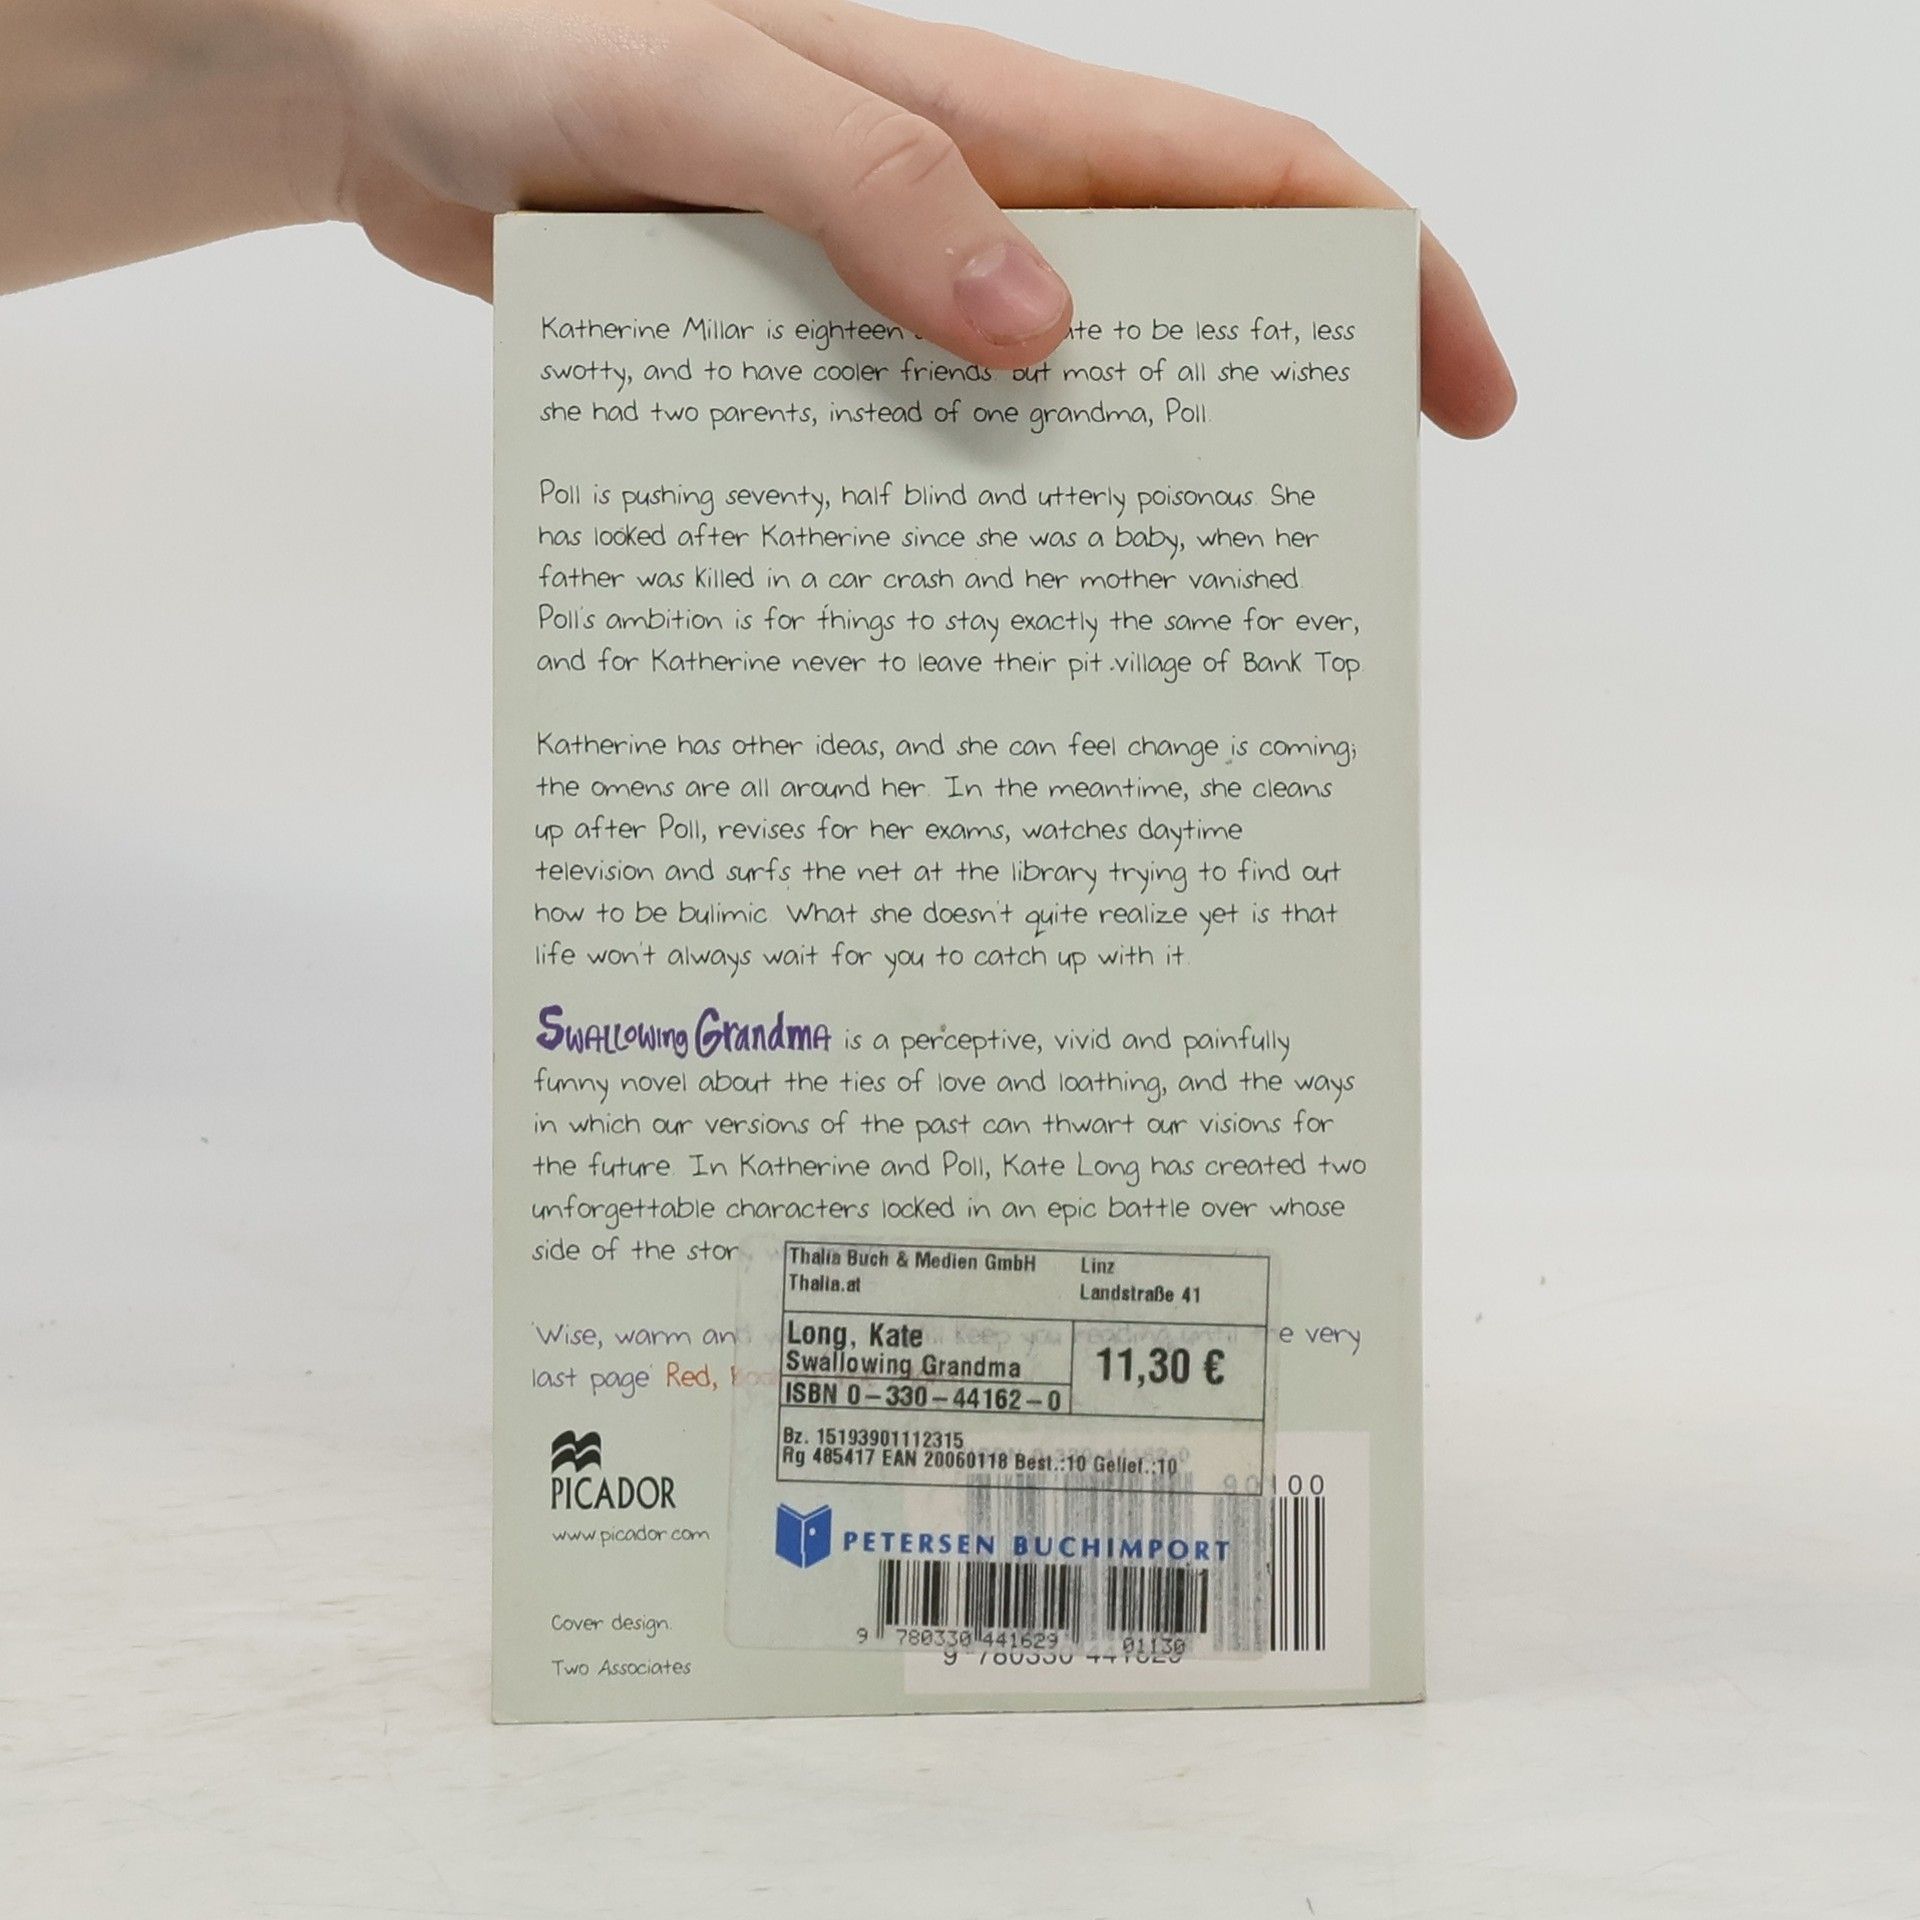 Katherine Millar is eighteen to be less fat, less
swotty, and to have cooler friends. But most of all she wishes
she had two parents, instead of one grandma, Poll.
Poll is pushing seventy, half blind and utterly poisonous. She
has looked after Katherine since she was a baby, when her
father was killed in a car crash and her mother vanished.
Poll's ambition is for things to stay exactly the same for ever,
and for Katherine never to leave their pit village of Bank Top.
Katherine has other ideas, and she can feel change is coming;
the omens are all around her. In the meantime, she cleans
up after Poll, revises for her exams, watches daytime
television and surfs the net at the library trying to find out
how to be bulimic. What she doesn't quite realize yet is that
life won't always wait for you to catch up with it.
Swallowing Grandma is a perceptive, vivid and painfully
funny novel about the ties of love and loathing, and the ways
in which our versions of the past can thwart our visions for
the future. In Katherine and Poll, Kate Long has created two
unforgettable characters locked in an epic battle over whose
side of the stor
Thalia Buch & Medien GmbH Linz
Thalia.at Landstraße 41
'Wise, warm an keep you reading until e very
last page' Red,
Long, Kate
Swallowing Grandma 11,30 €
ISBN 0-330-44162-0
Bz. 15193901112315
Rg 485417 EAN 20060118 Best.:10 Gelief.:10
90100
PICADOR
www.picador.com
PETERSEN BUCHIMPORT
9 780330 441629 01130
9 780330 441629
Cover design:
Two Associates